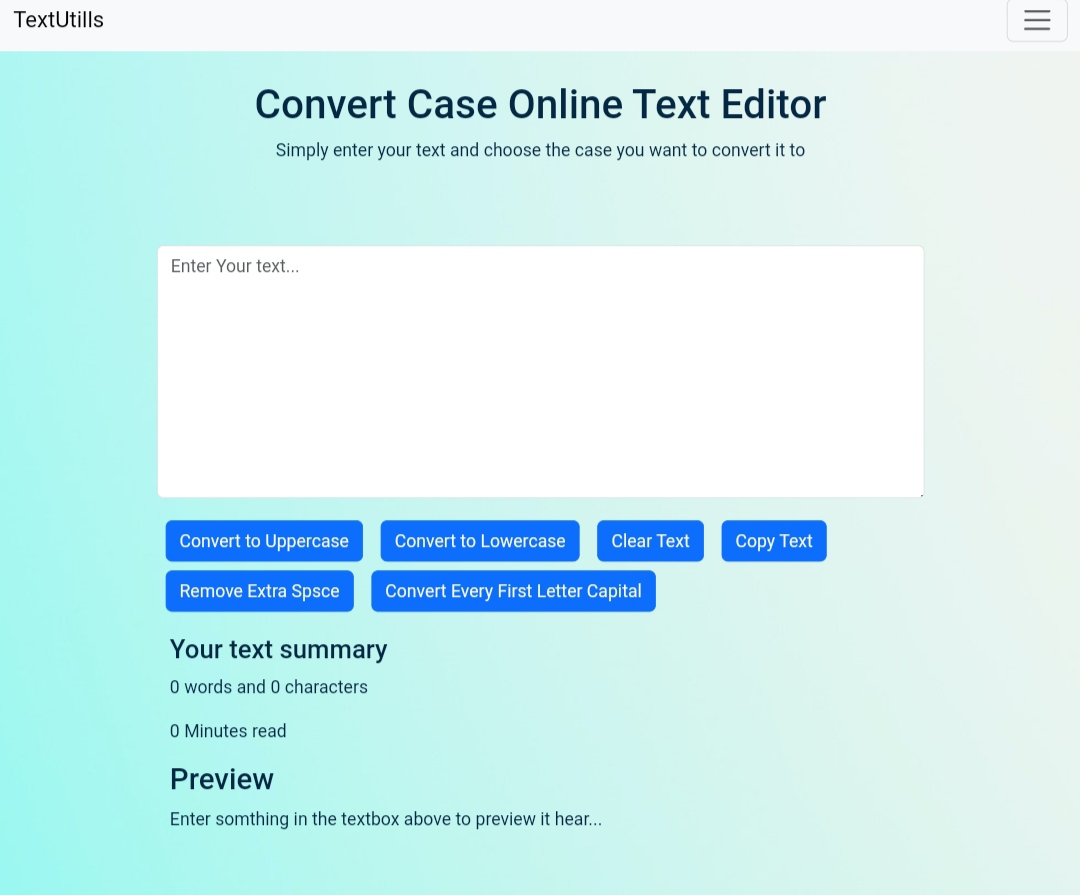 TextUtills
Convert Case Online Text Editor
Simply enter your text and choose the case you want to convert it to
Enter Your text...
Convert to Uppercase Convert to Lowercase Clear Text Copy Text
Remove Extra Spsce Convert Every First Letter Capital
Your text summary
0 words and 0 characters
0 Minutes read
Preview
Enter somthing in the textbox above to preview it hear...